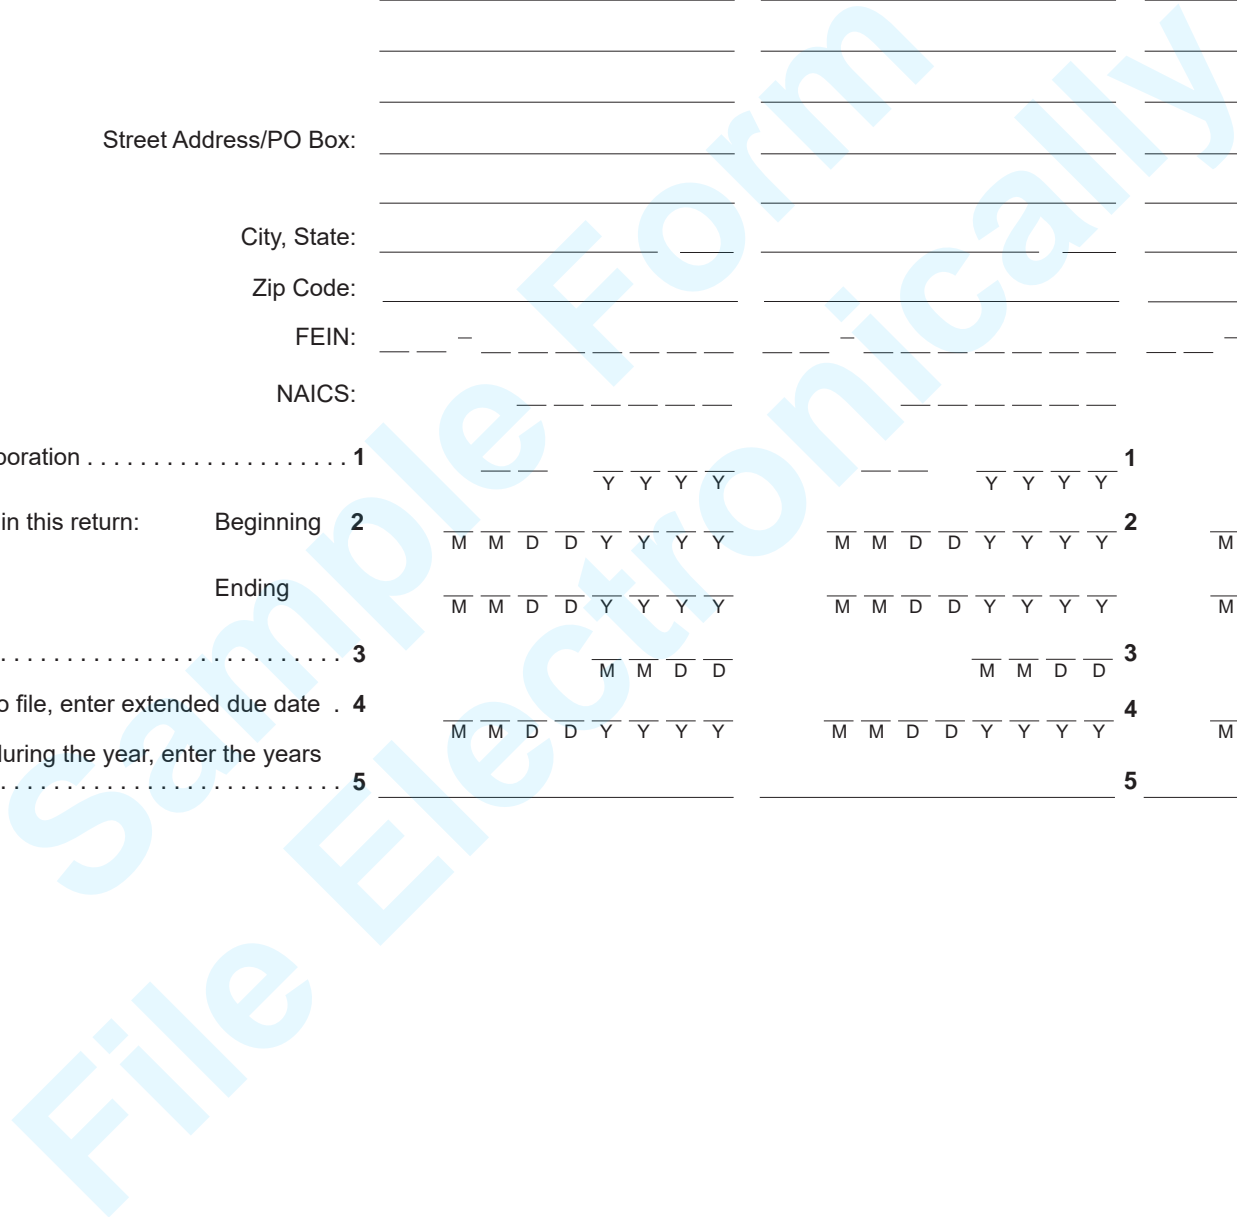 Street Address/PO Box:
City, State:
Zip Code:
FEIN: – – –
NAICS:
. . . . . . . . . . . . . . . . . . . . 1 1
Y Y Y Y Y Y Y Y
in this return: Beginning 2 2
M M D D Y Y Y Y M M D D Y Y Y Y M
Ending
M M D D Y Y Y Y M M D D Y Y Y Y M
. . . . . . . . . . . . . . . . . . . . . . . . . . 3 3
M M D D M M D D
file, enter extended due date . 4 4
M M D D Y Y Y Y M M D D Y Y Y Y M
the year, enter the years
. . . . . . . . . . . . . . . . . . . . . . . . . . 5 5
Sample Form
File Electronically